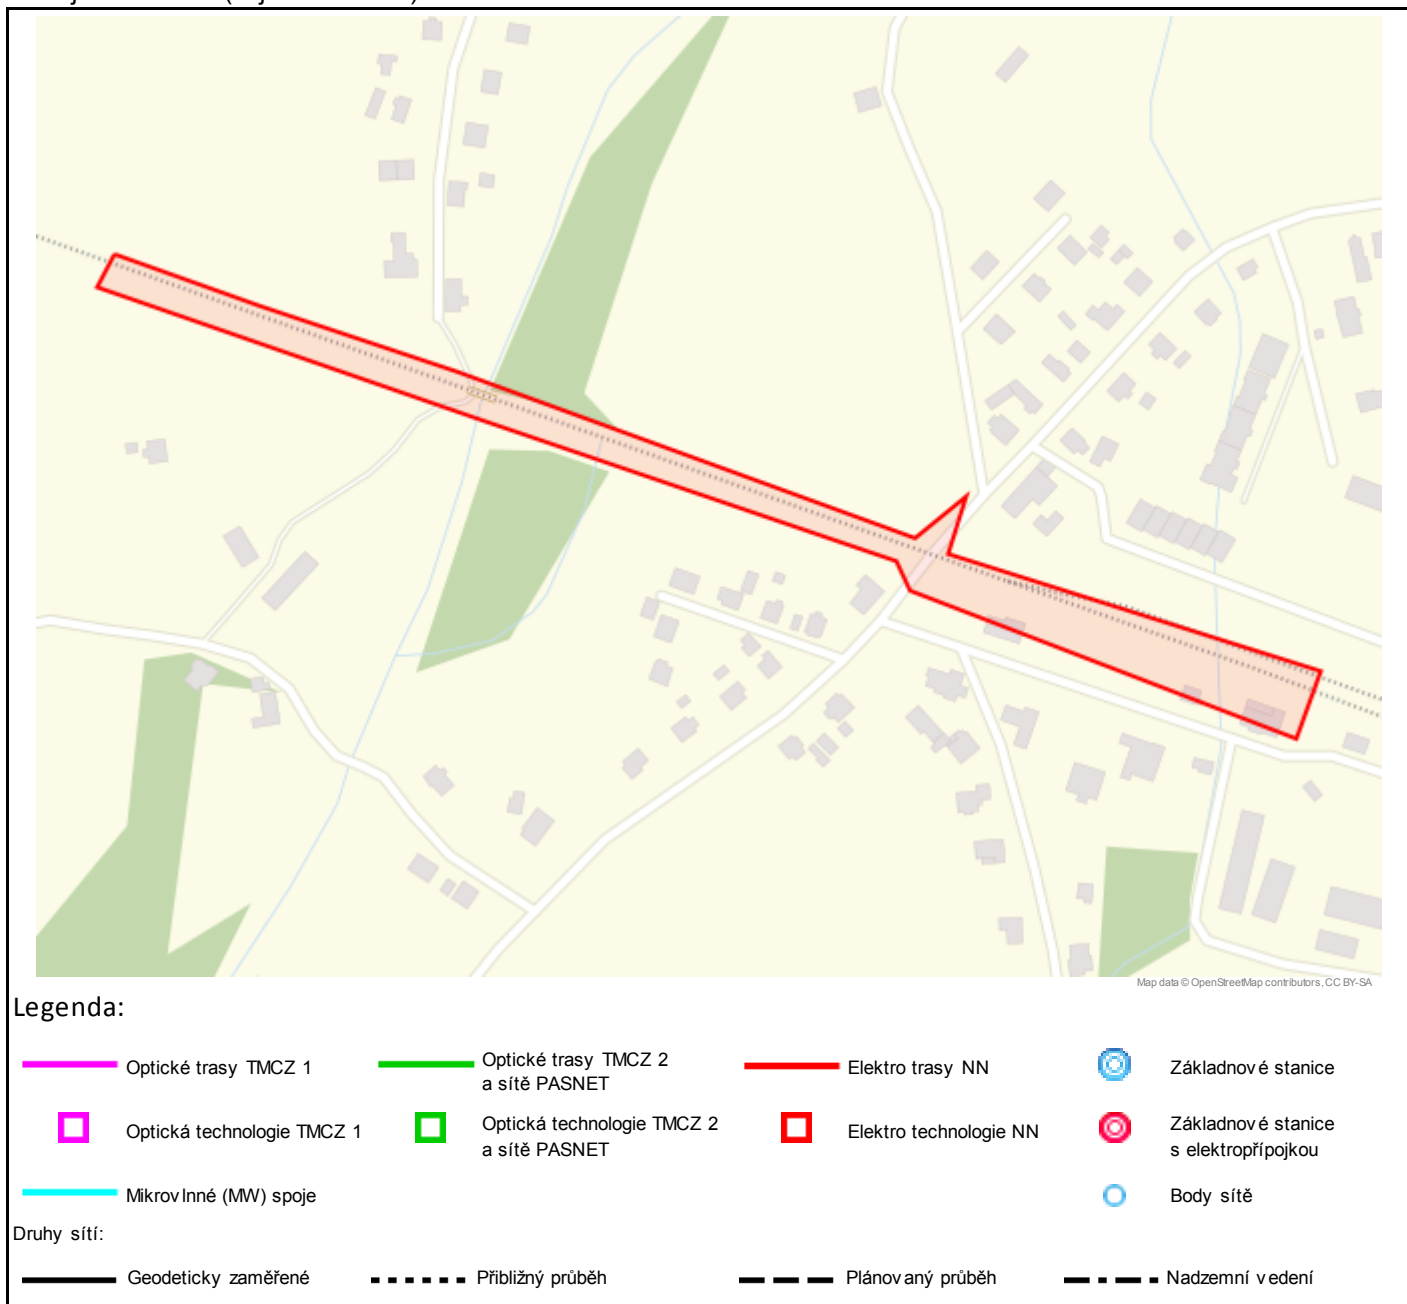 Map data © OpenStreetMap contributors, CC BY-SA
Legenda:
Optické trasy TMCZ 1
Optické trasy TMCZ 2
a sítě PASNET
Elektro trasy NN
Základnové stanice
Optická technologie TMCZ 1
Optická technologie TMCZ 2
a sítě PASNET
Elektro technologie NN
Základnové stanice
s elektropřípojkou
Mikrovlnné (MW) spoje
Body sítě
Druhy sítí:
Geodeticky zaměřené
Přibližný průběh
Plánovaný průběh
Nadzemní vedení